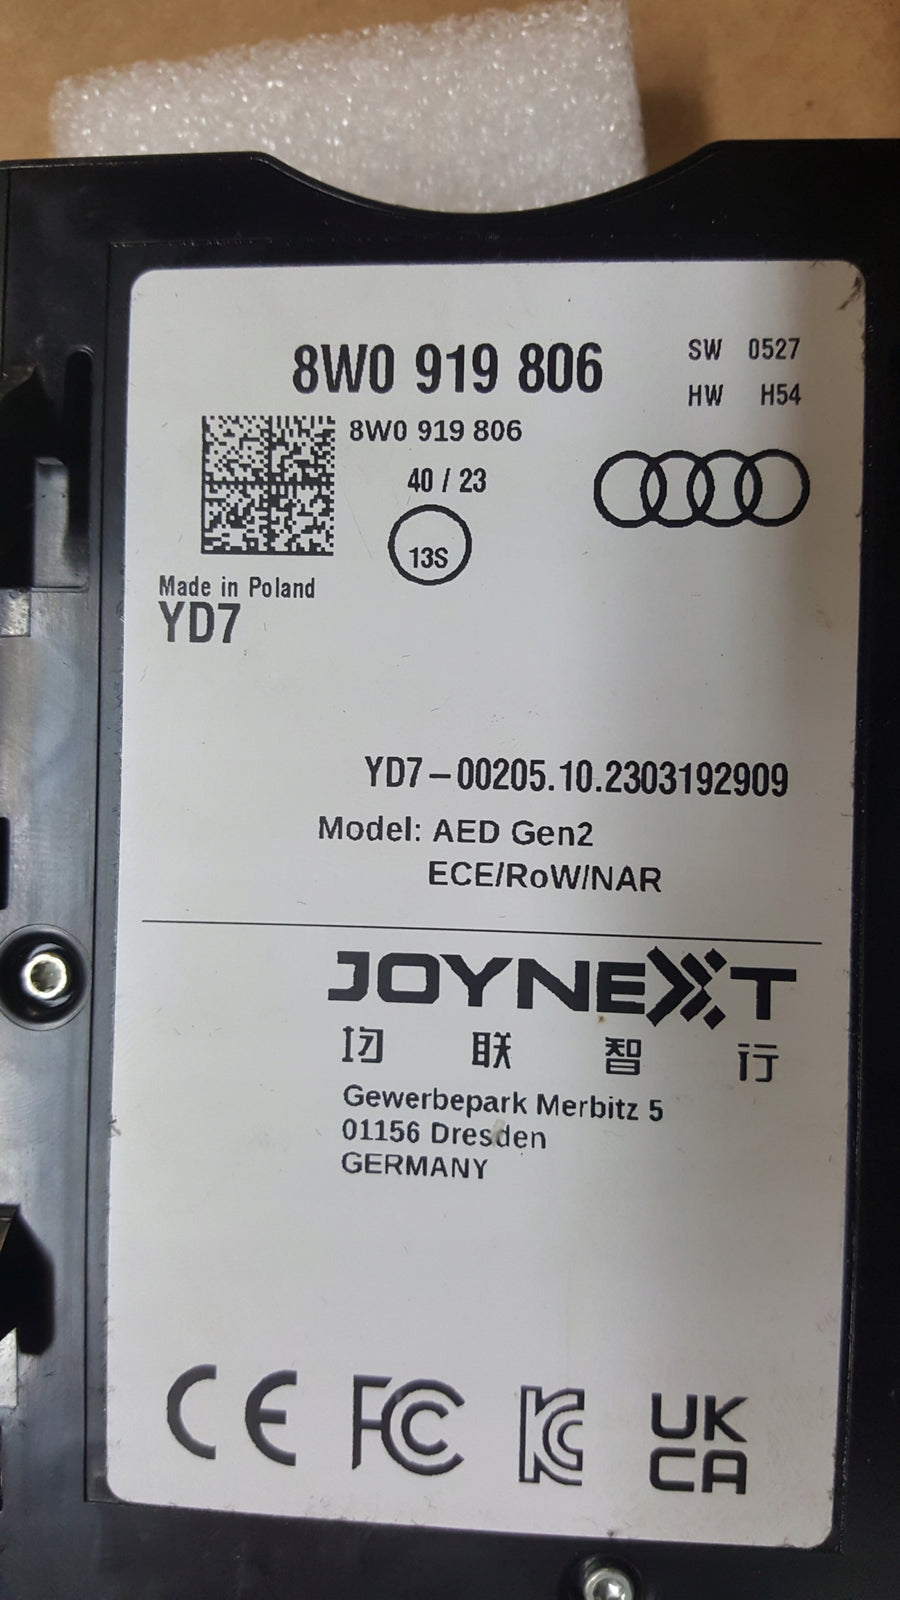 8W0 919 806
SW 0527
HW H54
8W0 919 806
40 / 23
13S
Made in Poland
YD7
YD7-00205.10.2303192909
Model: AED Gen2
ECE/RoW/NAR
JOYNEXT
均联智行
Gewerbepark Merbitz 5
01156 Dresden
GERMANY
CE FC KC UK
CA